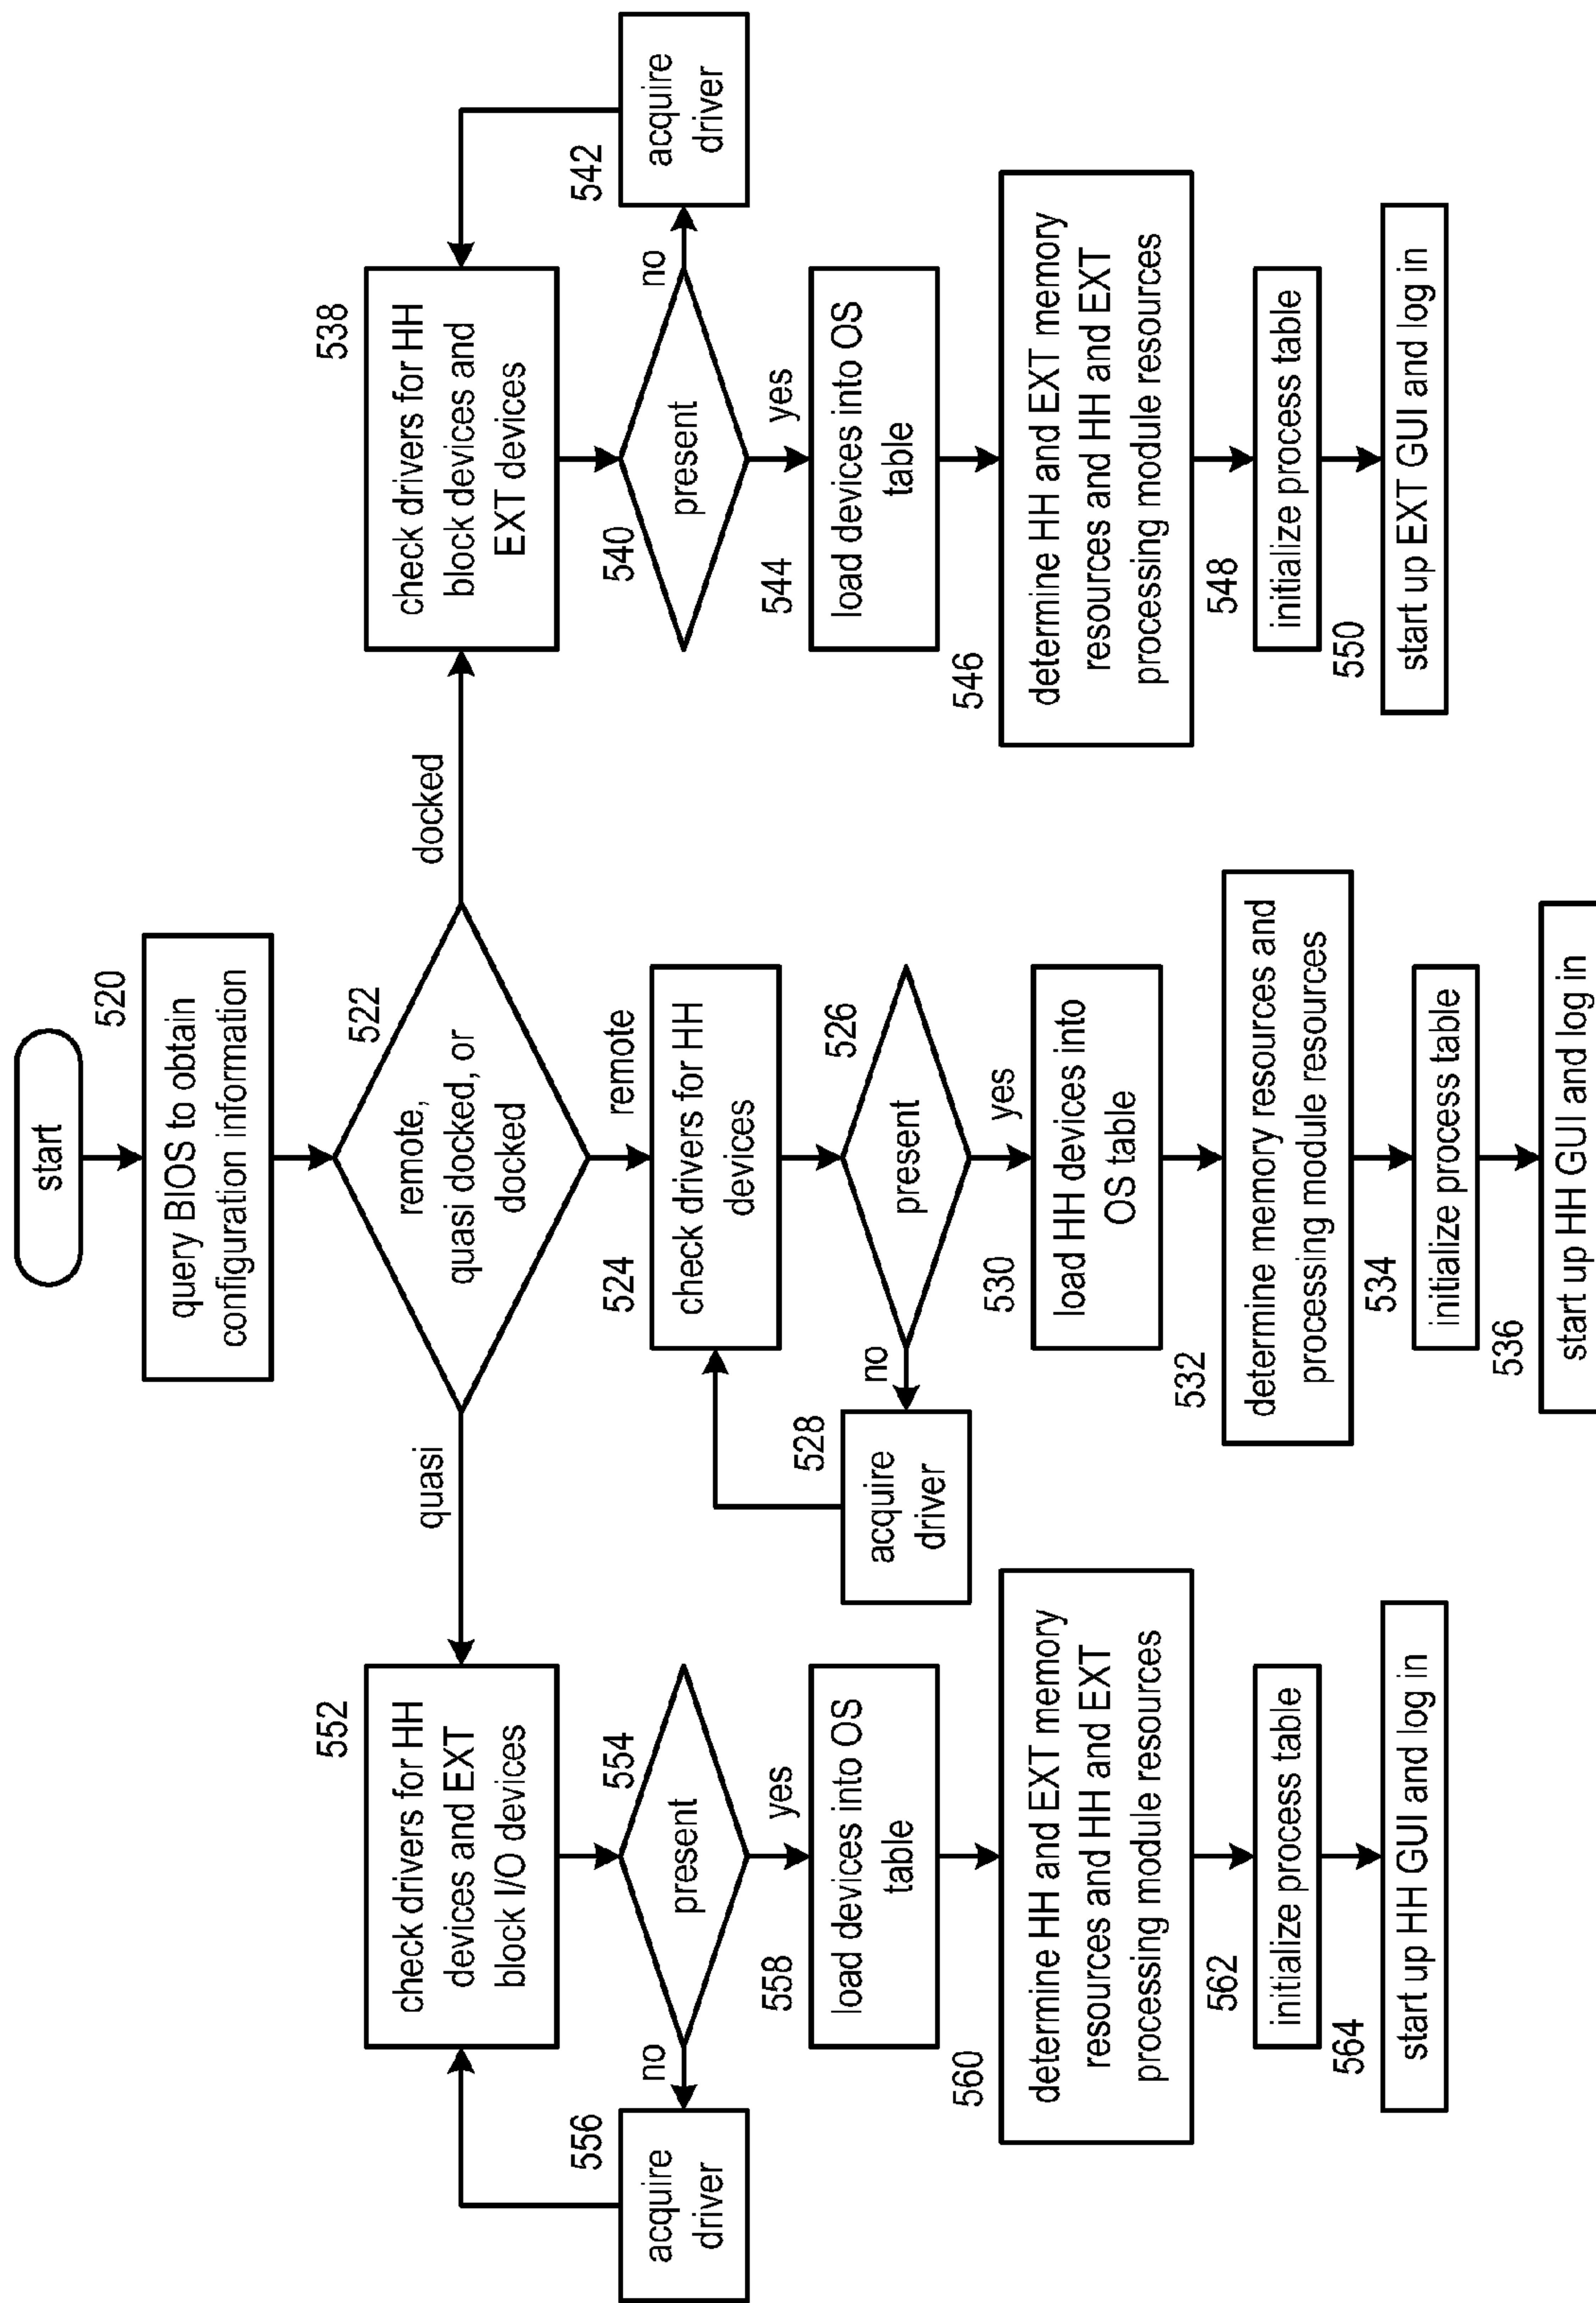 start
520
query BIOS to obtain
configuration information
522
remote,
quasi docked, or
docked
quasi
remote
docked
552
check drivers for HH
devices and EXT
block I/O devices
554
present
no
556
acquire
driver
yes
558
load devices into OS
table
560
determine HH and EXT memory
resources and HH and EXT
processing module resources
562
initialize process table
564
start up HH GUI and log in
524
check drivers for HH
devices
526
present
no
528
acquire
driver
yes
530
load HH devices into
OS table
532
determine memory resources and
processing module resources
534
initialize process table
536
start up HH GUI and log in
538
check drivers for HH
block devices and
EXT devices
540
present
no
542
acquire
driver
yes
544
load devices into OS
table
546
determine HH and EXT memory
resources and HH and EXT
processing module resources
548
initialize process table
550
start up EXT GUI and log in